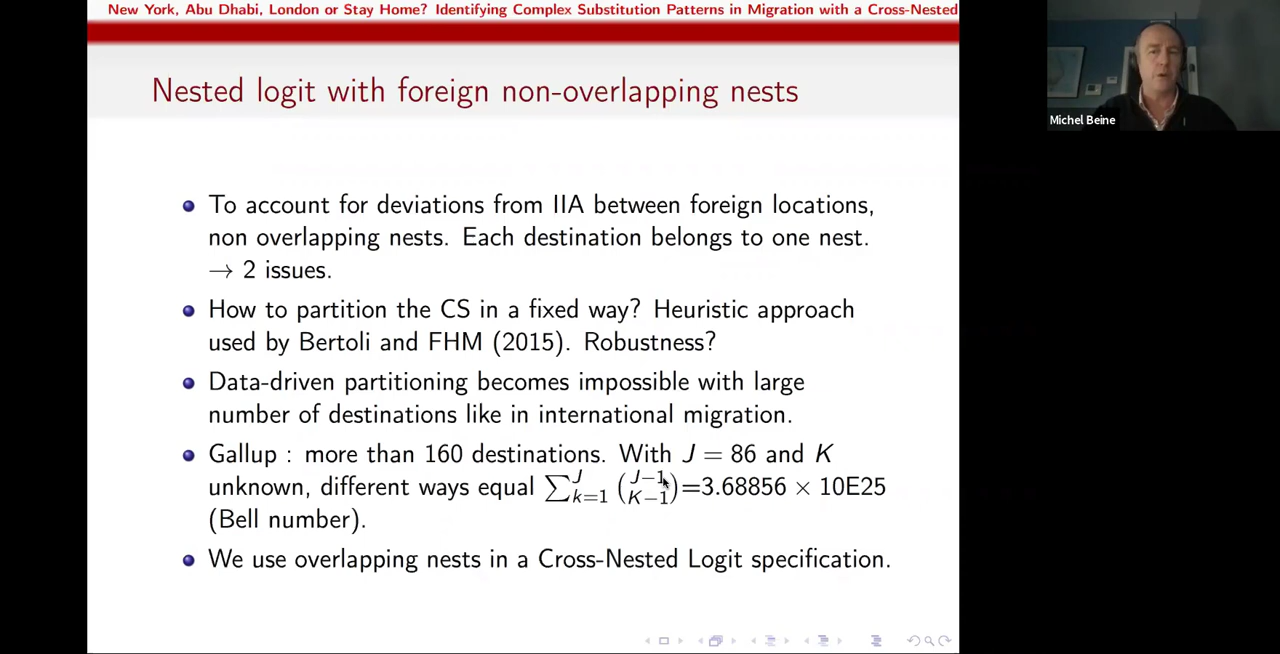 New York, Abu Dhabi, London or Stay Home? Identifying Complex Substitution Patterns in Migration with a Cross-Nested
Nested logit with foreign non-overlapping nests
To account for deviations from IIA between foreign locations,
non overlapping nests. Each destination belongs to one nest.
→ 2 issues.
How to partition the CS in a fixed way? Heuristic approach
used by Bertoli and FHM (2015). Robustness?
Data-driven partitioning becomes impossible with large
number of destinations like in international migration.
Gallup : more than 160 destinations. With J = 86 and K
unknown, different ways equal ∑_{k=1}^{J} (J−1 K−1)=3.68856 × 10E25
(Bell number).
We use overlapping nests in a Cross-Nested Logit specification.
Michel Beine